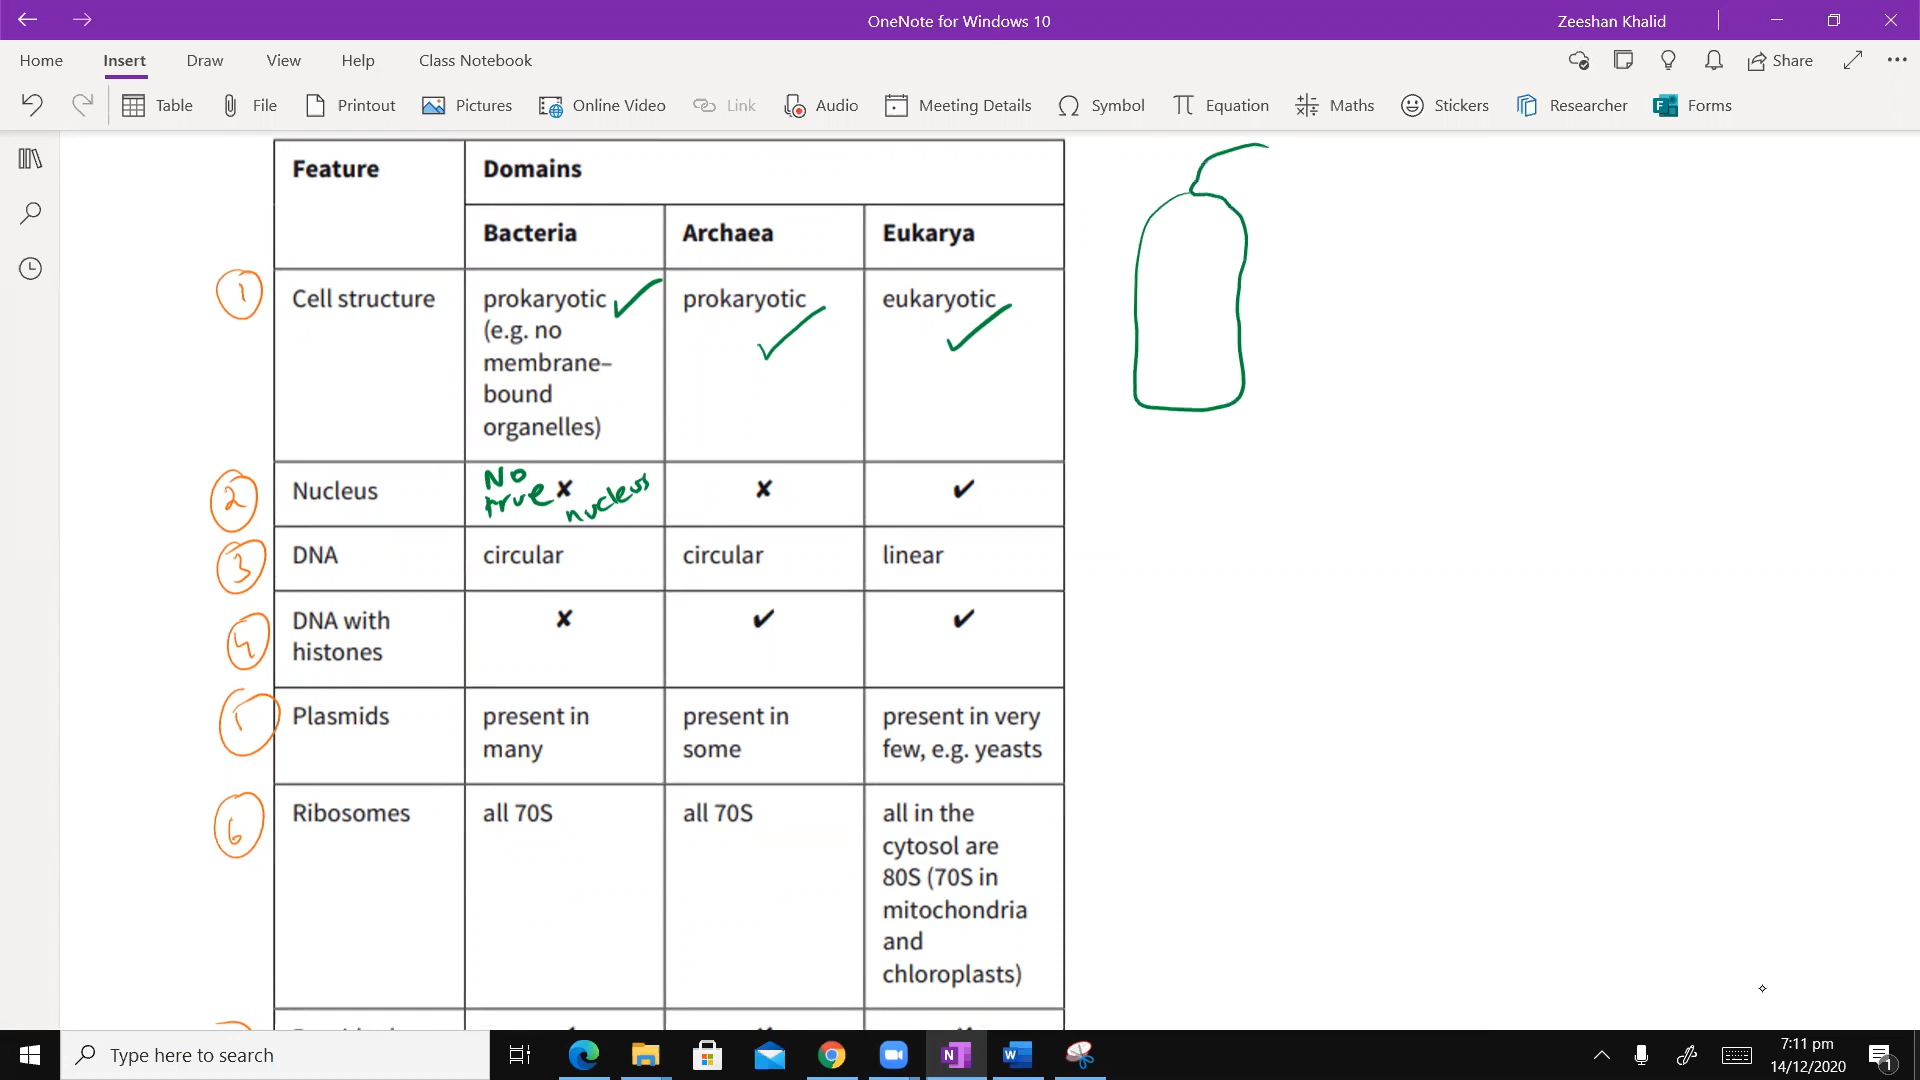 OneNote for Windows 10
Zeeshan Khalid
Home Insert Draw View Help Class Notebook
Share
Table File Printout Pictures Online Video Link Audio Meeting Details Symbol Equation Maths Stickers Researcher Forms
Feature Domains
Bacteria Archaea Eukarya
1
Cell structure
prokaryotic ✓
(e.g. no
membrane–
bound
organelles)
prokaryotic
✓
eukaryotic
✓
2
Nucleus
No
true ✘ nucleus
✘ ✔
3
DNA circular circular linear
4
DNA with
histones
✘ ✔ ✔
Plasmids
present in
many
present in
some
present in very
few, e.g. yeasts
6
Ribosomes all 70S all 70S
all in the
cytosol are
80S (70S in
mitochondria
and
chloroplasts)
Type here to search
7:11 pm
14/12/2020
1